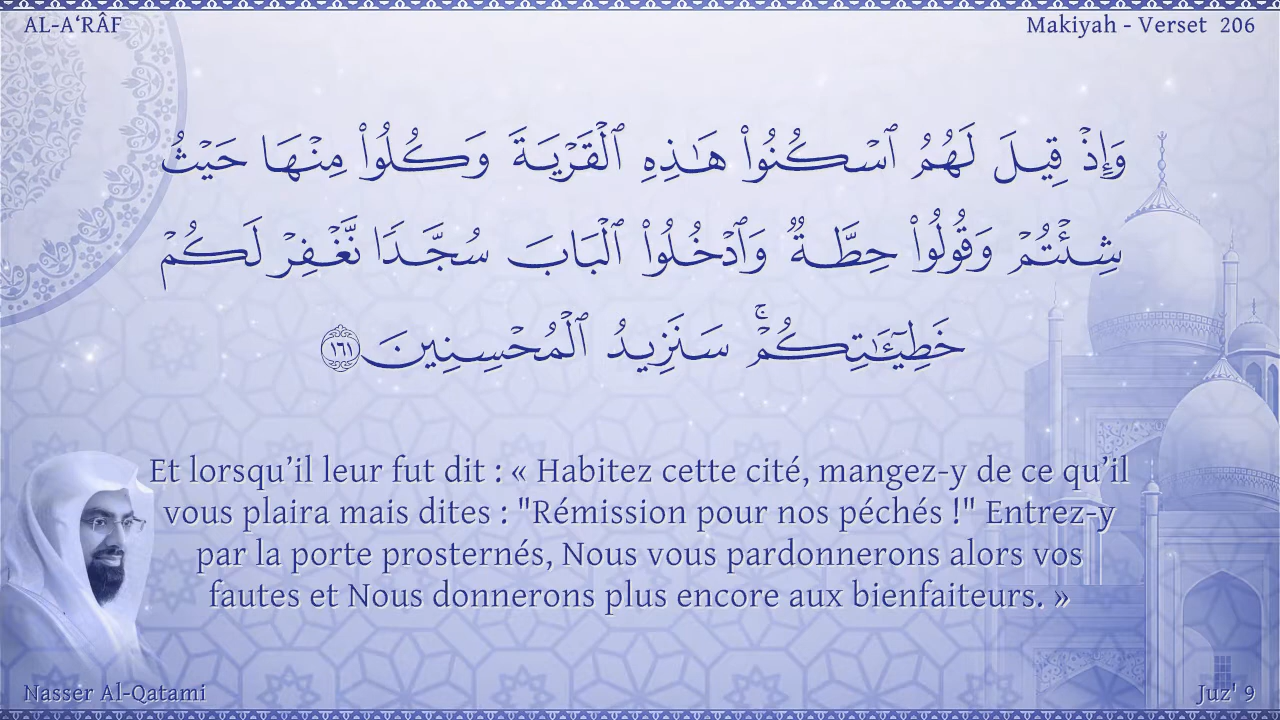 AL-A‘RÂF
Makiyah - Verset 206
وَإِذْ قِيلَ لَهُمُ ٱسْكُنُوا۟ هَـٰذِهِ ٱلْقَرْيَةَ وَكُلُوا۟ مِنْهَا حَيْثُ
شِئْتُمْ وَقُولُوا۟ حِطَّةٌۭ وَٱدْخُلُوا۟ ٱلْبَابَ سُجَّدًۭا نَّغْفِرْ لَكُمْ
خَطِيٓـَٔـٰتِكُمْ ۚ سَنَزِيدُ ٱلْمُحْسِنِينَ ١٦١
Et lorsqu’il leur fut dit : « Habitez cette cité, mangez-y de ce qu’il
vous plaira mais dites : "Rémission pour nos péchés !" Entrez-y
par la porte prosternés, Nous vous pardonnerons alors vos
fautes et Nous donnerons plus encore aux bienfaiteurs. »
Nasser Al-Qatami
Juz' 9